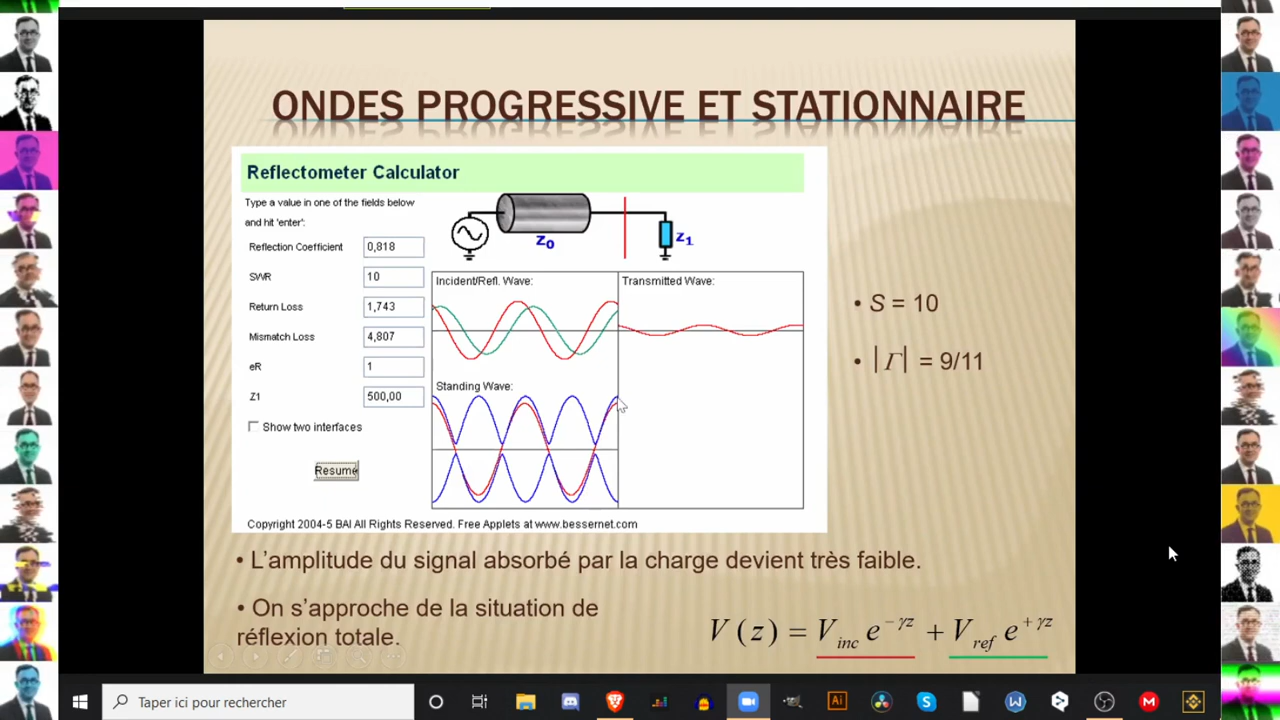 ONDES PROGRESSIVE ET STATIONNAIRE
Reflectometer Calculator
Type a value in one of the fields below
and hit 'enter':
Reflection Coefficient 0,818
SWR 10
Return Loss 1,743
Mismatch Loss 4,807
eR 1
Z1 500,00
Show two interfaces
Resume
Z0
Z1
Incident/Refl. Wave:
Transmitted Wave:
Standing Wave:
Copyright 2004-5 BAI All Rights Reserved. Free Applets at www.bessernet.com
• S = 10
• |Γ| = 9/11
• L’amplitude du signal absorbé par la charge devient très faible.
• On s’approche de la situation de
réflexion totale.
V(z) = V_inc e^{-γz} + V_ref e^{+γz}
Taper ici pour rechercher